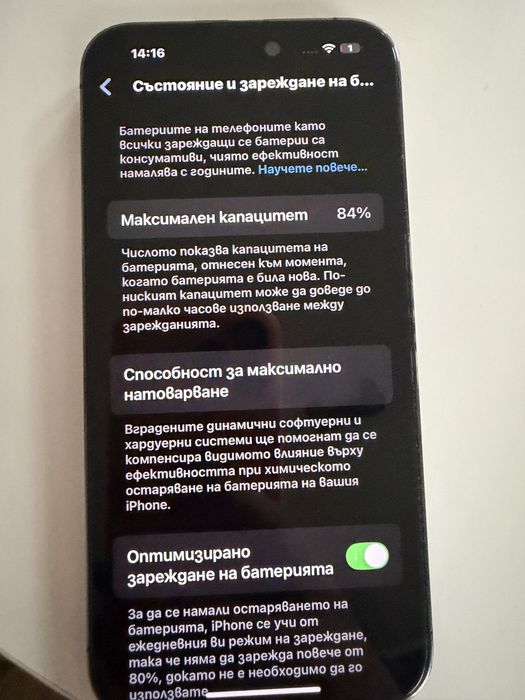 14:16
1
Състояние и зареждане на б...
Батериите на телефоните като
всички зареждащи се батерии са
консумативи, чиято ефективност
намалява с годините. Научете повече...
Максимален капацитет 84%
Числото показва капацитета на
батерията, отнесен към момента,
когато батерията е била нова. По-
ниският капацитет може да доведе до
по-малко часове използване между
зарежданията.
Способност за максимално
натоварване
Вградените динамични софтуерни и
хардуерни системи ще помогнат да се
компенсира видимото влияние върху
ефективността при химическото
остаряване на батерията на вашия
iPhone.
Оптимизирано
зареждане на батерията
За да се намали остаряването на
батерията, iPhone се учи от
ежедневния ви режим на зареждане,
така че няма да зарежда повече от
80%, докато не е необходимо да го
използвате